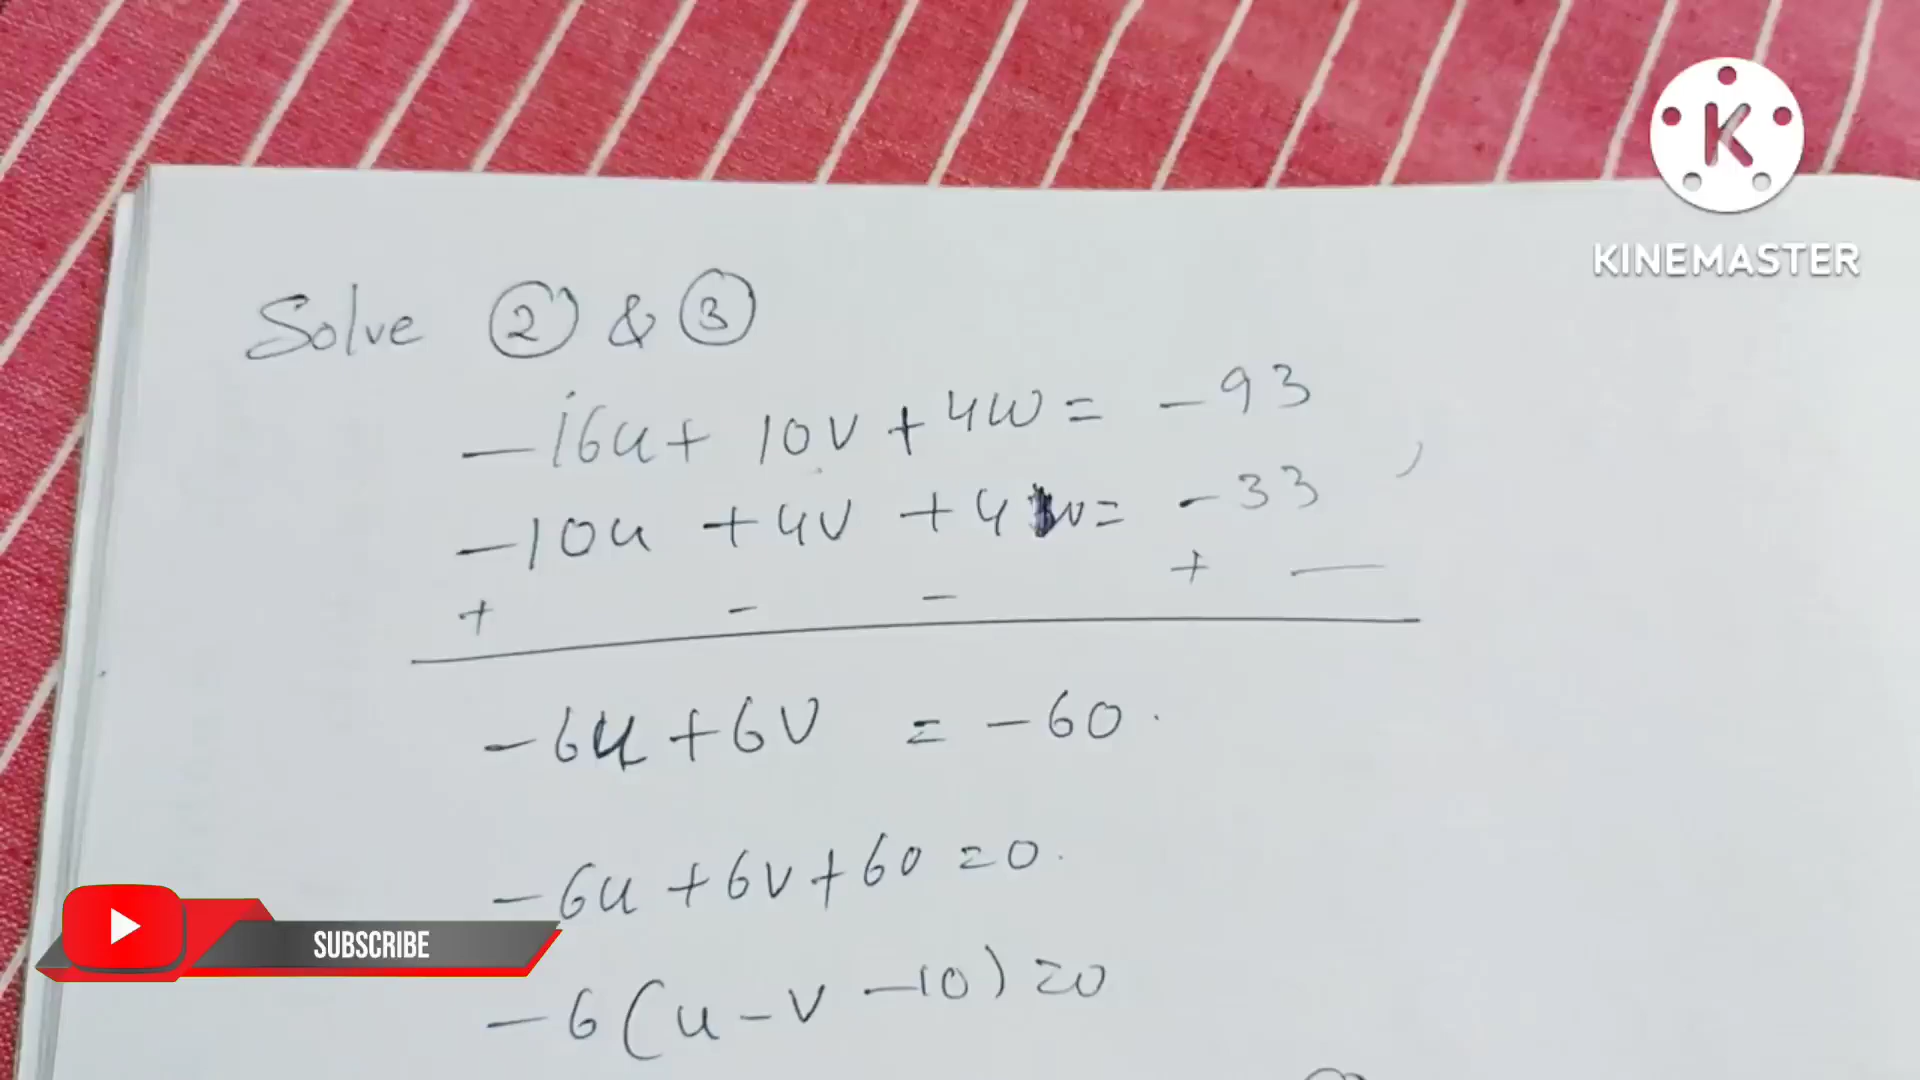 K
KINEMASTER
Solve ② & ③
-16u + 10v + 4w = -93
-10u + 4v + 4w = -33
+ - - + —
-6u + 6v = -60.
-6u + 6v + 60 = 0.
-6(u - v - 10) = 0
SUBSCRIBE